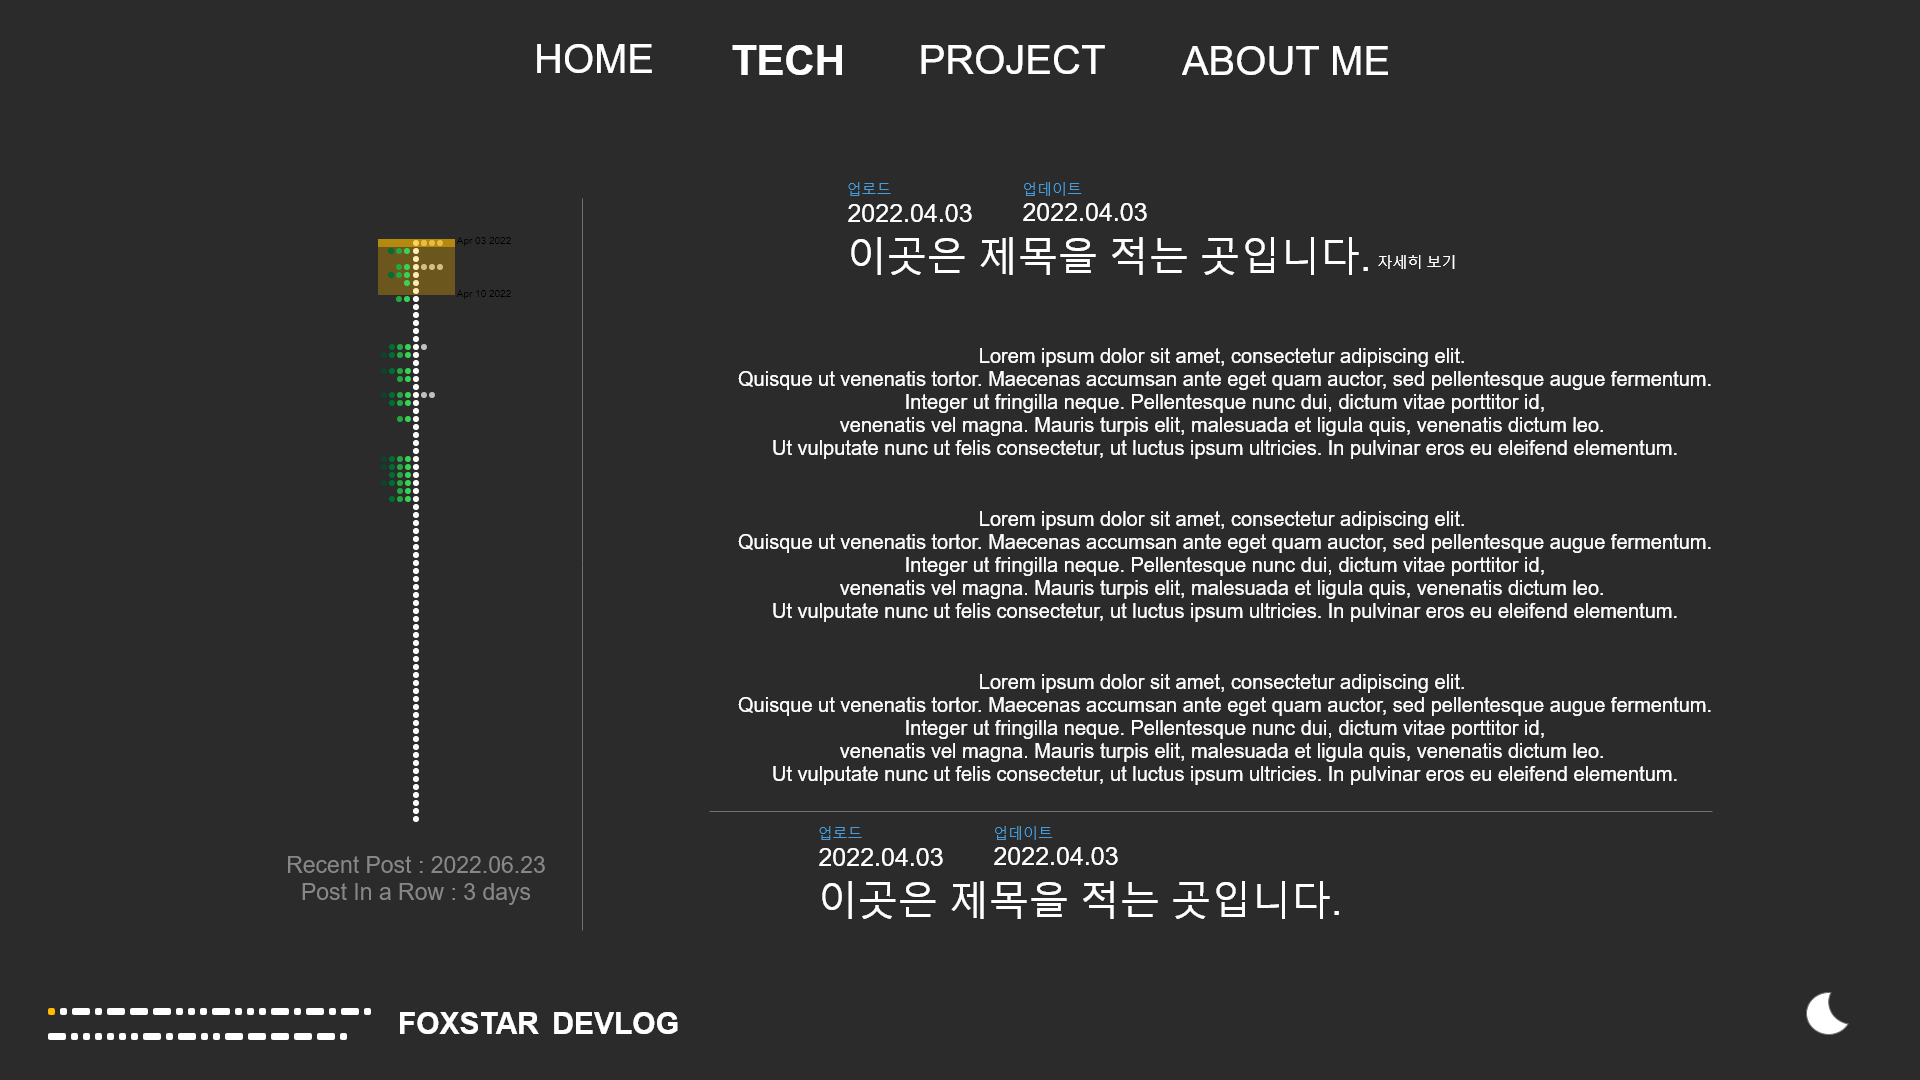 HOME TECH PROJECT ABOUT ME
업로드 업데이트
2022.04.03 2022.04.03
이곳은 제목을 적는 곳입니다. 자세히 보기
Apr 03 2022
Apr 10 2022
Lorem ipsum dolor sit amet, consectetur adipiscing elit.
Quisque ut venenatis tortor. Maecenas accumsan ante eget quam auctor, sed pellentesque augue fermentum.
Integer ut fringilla neque. Pellentesque nunc dui, dictum vitae porttitor id,
venenatis vel magna. Mauris turpis elit, malesuada et ligula quis, venenatis dictum leo.
Ut vulputate nunc ut felis consectetur, ut luctus ipsum ultricies. In pulvinar eros eu eleifend elementum.
Lorem ipsum dolor sit amet, consectetur adipiscing elit.
Quisque ut venenatis tortor. Maecenas accumsan ante eget quam auctor, sed pellentesque augue fermentum.
Integer ut fringilla neque. Pellentesque nunc dui, dictum vitae porttitor id,
venenatis vel magna. Mauris turpis elit, malesuada et ligula quis, venenatis dictum leo.
Ut vulputate nunc ut felis consectetur, ut luctus ipsum ultricies. In pulvinar eros eu eleifend elementum.
Lorem ipsum dolor sit amet, consectetur adipiscing elit.
Quisque ut venenatis tortor. Maecenas accumsan ante eget quam auctor, sed pellentesque augue fermentum.
Integer ut fringilla neque. Pellentesque nunc dui, dictum vitae porttitor id,
venenatis vel magna. Mauris turpis elit, malesuada et ligula quis, venenatis dictum leo.
Ut vulputate nunc ut felis consectetur, ut luctus ipsum ultricies. In pulvinar eros eu eleifend elementum.
업로드 업데이트
2022.04.03 2022.04.03
이곳은 제목을 적는 곳입니다.
Recent Post : 2022.06.23
Post In a Row : 3 days
FOXSTAR DEVLOG